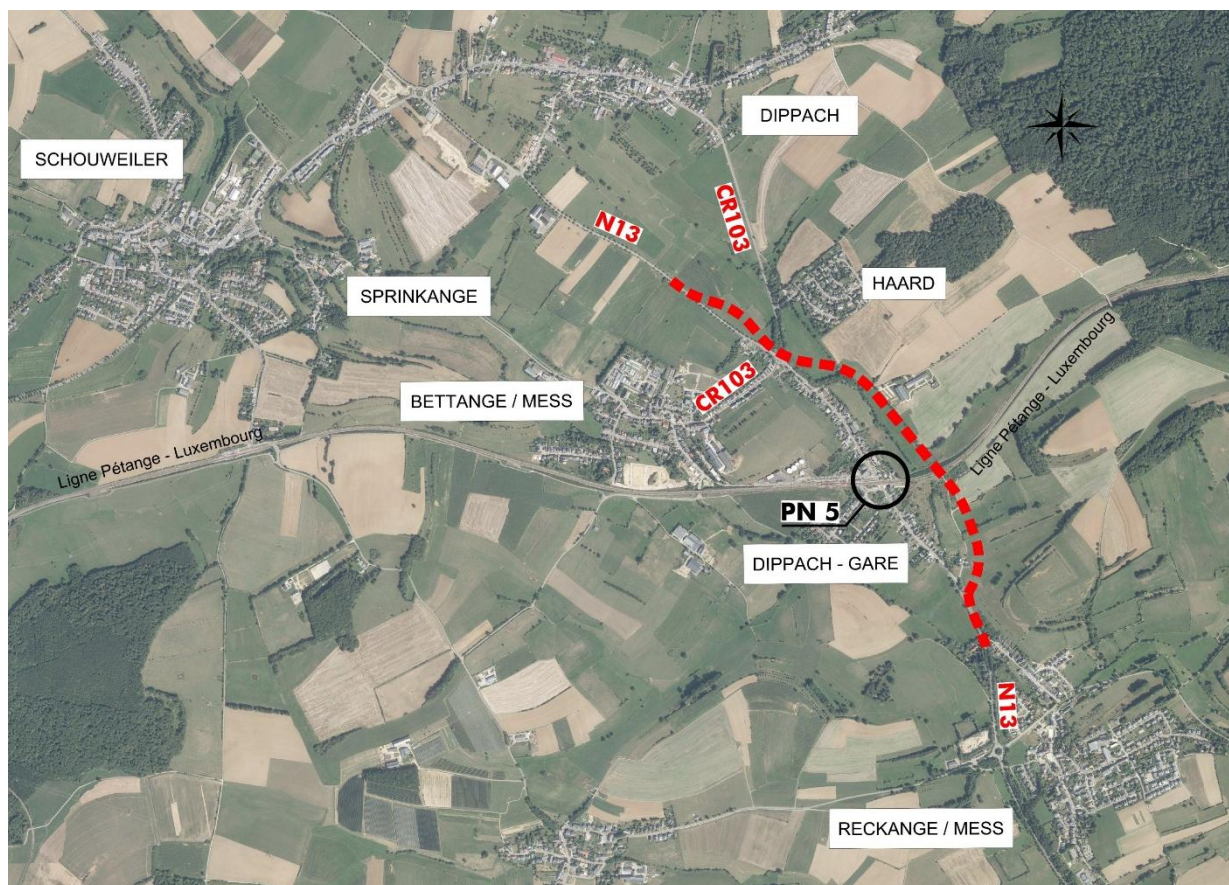 DIPPACH
SCHOUWEILER
CR103
N13
HAARD
SPRINKANGE
CR103
BETTANGE / MESS
Ligne Pétange - Luxembourg
Ligne Pétange - Luxembourg
PN 5
DIPPACH - GARE
N13
RECKANGE / MESS